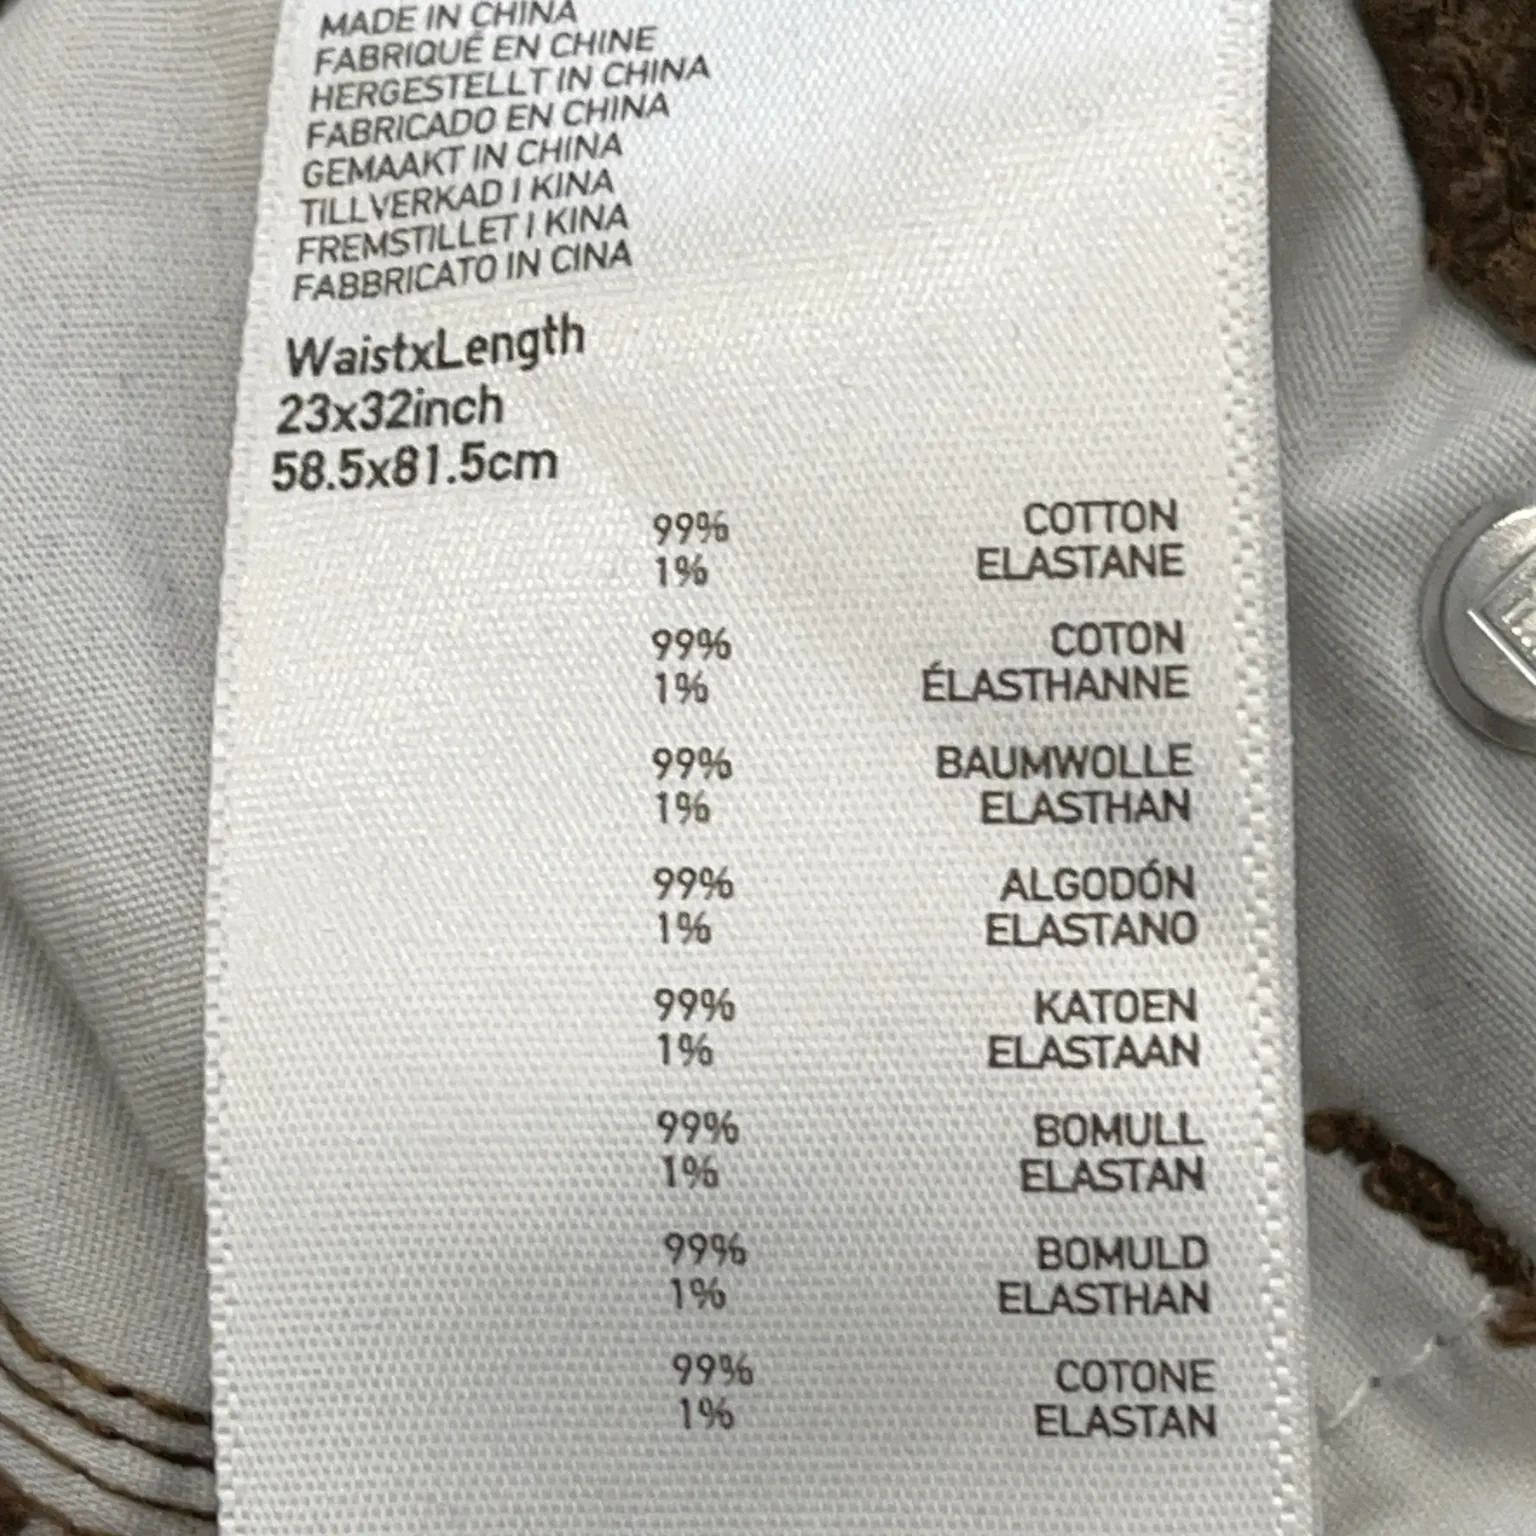 MADE IN CHINA
FABRIQUÉ EN CHINE
HERGESTELLT IN CHINA
FABRICADO EN CHINA
GEMAAKT IN CHINA
TILLVERKAD I KINA
FREMSTILLET I KINA
FABBRICATO IN CINA
WaistxLength
23x32inch
58.5x81.5cm
99% COTTON
1% ELASTANE
99% COTON
1% ÉLASTHANNE
99% BAUMWOLLE
1% ELASTHAN
99% ALGODÓN
1% ELASTANO
99% KATOEN
1% ELASTAAN
99% BOMULL
1% ELASTAN
99% BOMULD
1% ELASTHAN
99% COTONE
1% ELASTAN